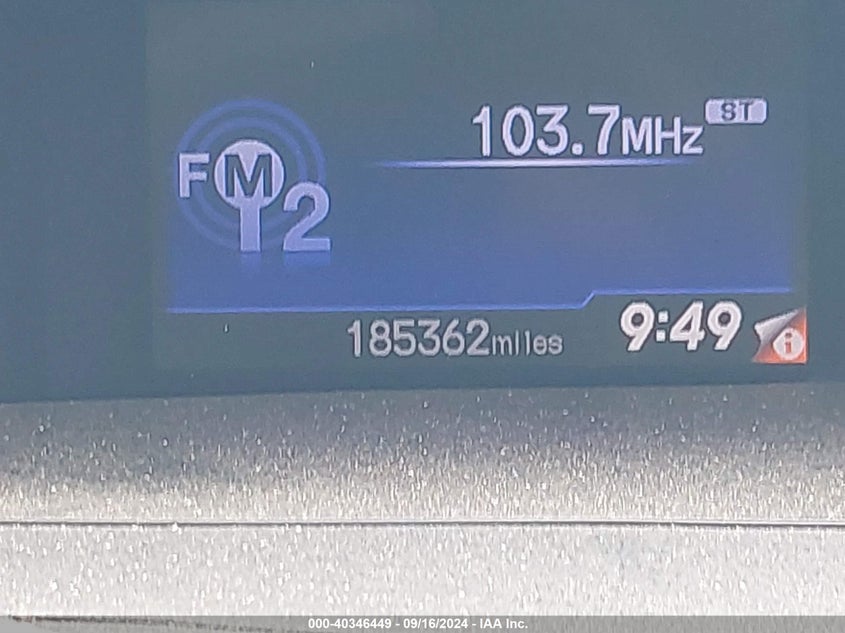 103.7MHz ST
FM 2
185362miles 9:49 i
000-40346449 - 09/16/2024 - IAA Inc.